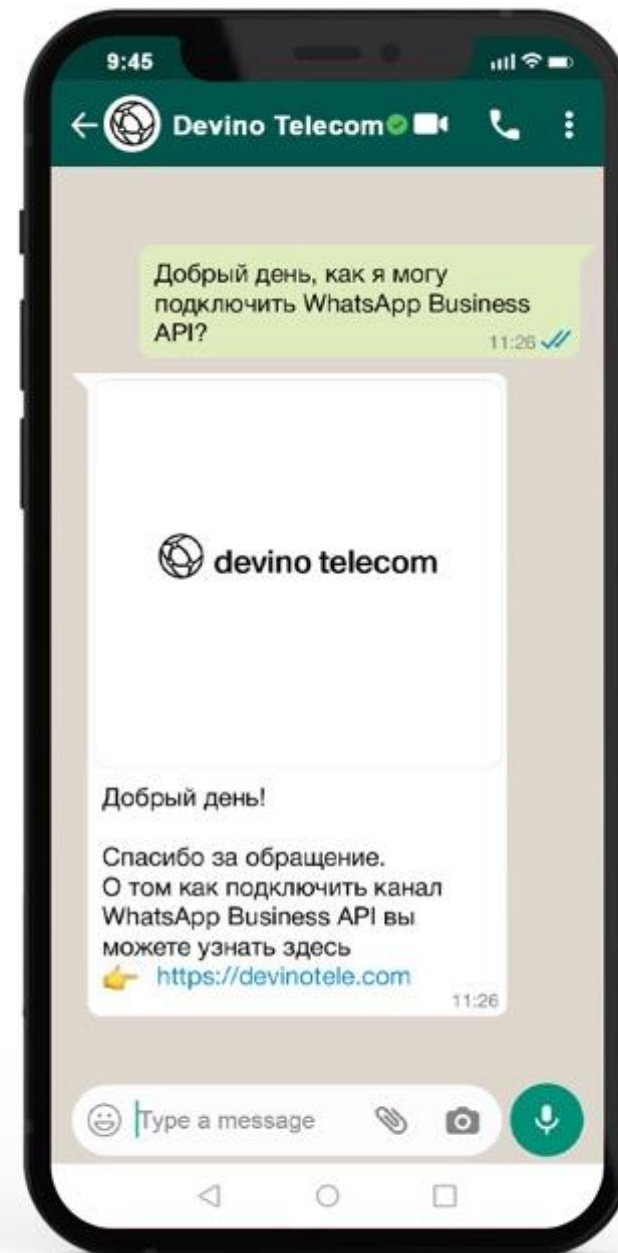 9:45
Devino Telecom
Добрый день, как я могу
подключить WhatsApp Business
API?
11:26
devino telecom
Добрый день!
Спасибо за обращение.
О том как подключить канал
WhatsApp Business API вы
можете узнать здесь
👉 https://devinotele.com
11:26
Type a message